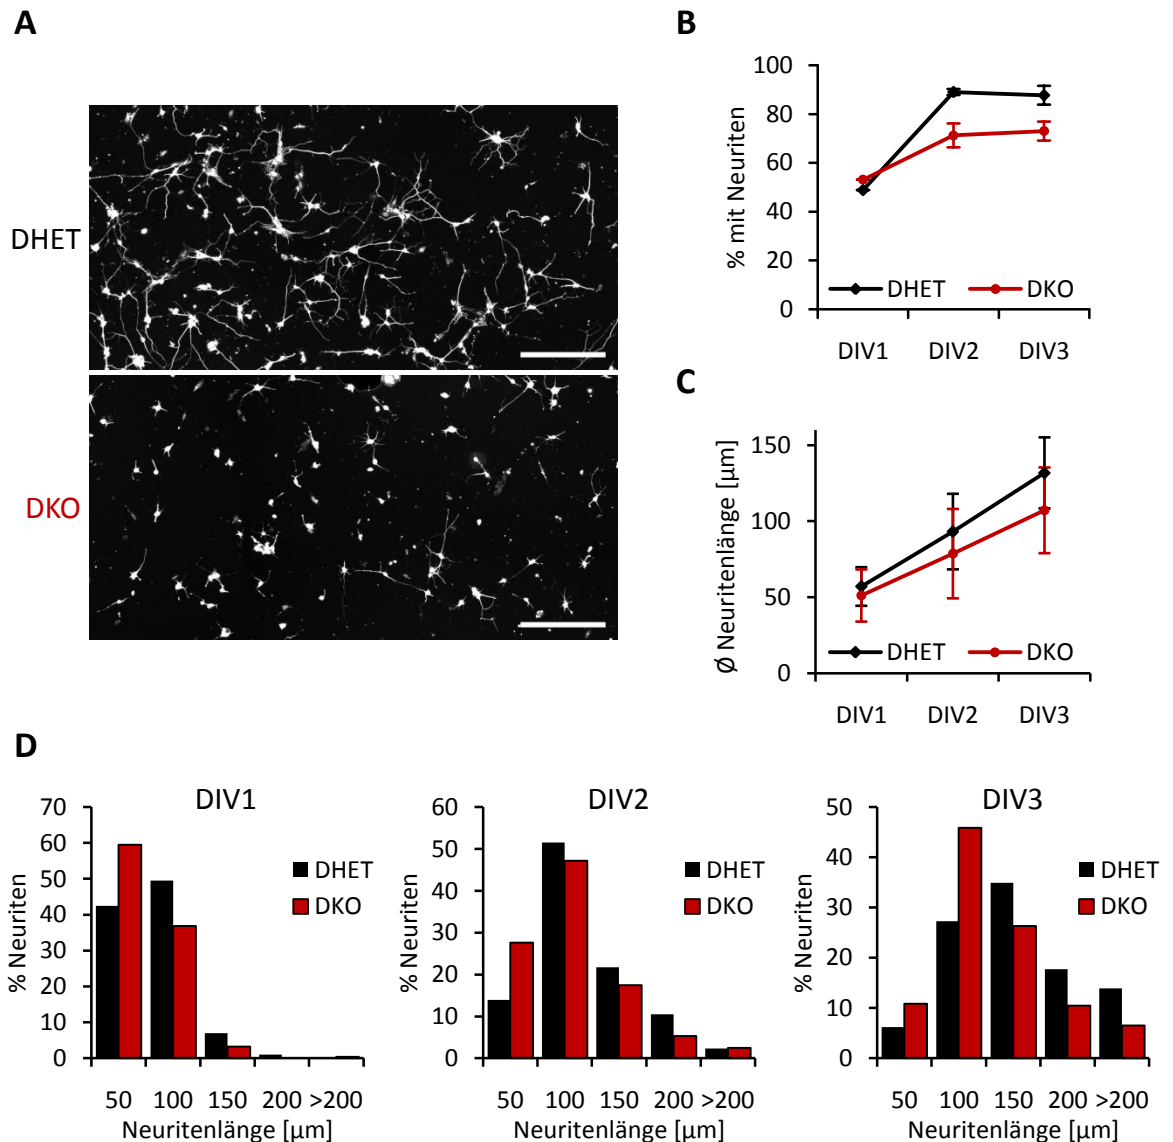 A
DHET
DKO
B
100
80
60
40
20
0
% mit Neuriten
DHET DKO
DIV1 DIV2 DIV3
C
150
100
50
0
Ø Neuritenlänge [µm]
DHET DKO
DIV1 DIV2 DIV3
D
DIV1
70
60
50
40
30
20
10
0
% Neuriten
DHET
DKO
50 100 150 200 >200
Neuritenlänge [µm]
DIV2
60
50
40
30
20
10
0
% Neuriten
DHET
DKO
50 100 150 200 >200
Neuritenlänge [µm]
DIV3
50
40
30
20
10
0
% Neuriten
DHET
DKO
50 100 150 200 >200
Neuritenlänge [µm]